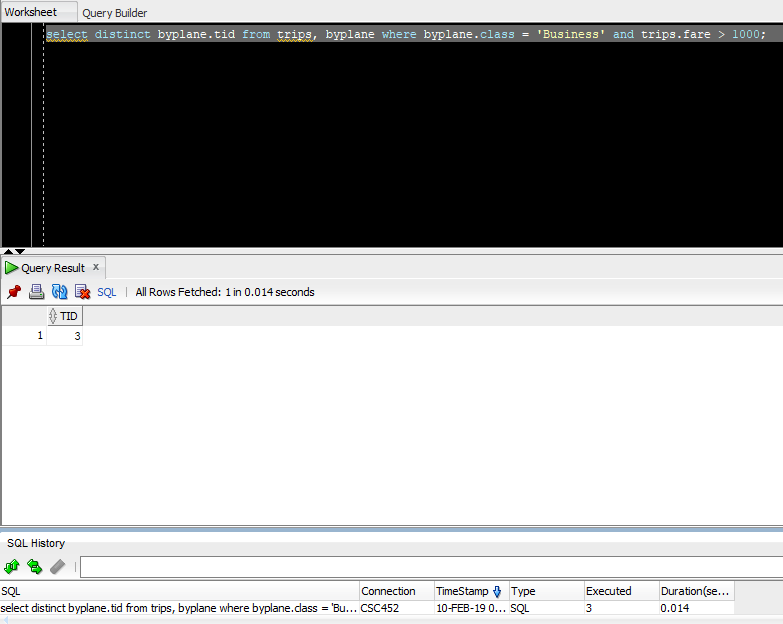 Worksheet Query Builder
select distinct byplane.tid from trips, byplane where byplane.class = 'Business' and trips.fare > 1000;
Query Result x
SQL | All Rows Fetched: 1 in 0.014 seconds
TID
1 3
SQL History
SQL Connection TimeStamp Type Executed Duration(se...
select distinct byplane.tid from trips, byplane where byplane.class = 'Bu... CSC452 10-FEB-19 0... SQL 3 0.014